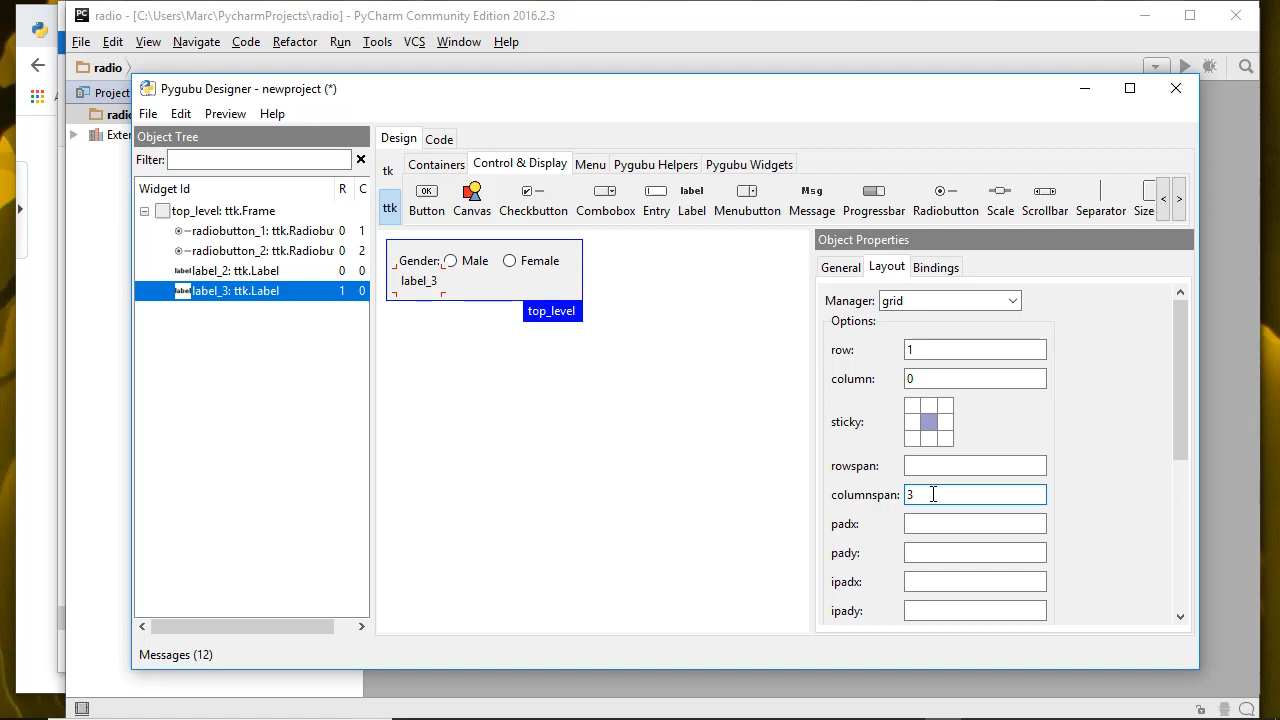 radio - [C:\Users\Marc\PycharmProjects\radio] - PyCharm Community Edition 2016.2.3
File Edit View Navigate Code Refactor Run Tools VCS Window Help
radio
Pygubu Designer - newproject (*)
Project
File Edit Preview Help
radio
Object Tree
Design Code
Exter
Filter:
Containers Control & Display Menu Pygubu Helpers Pygubu Widgets
tk
ttk
OK
label
Msg
Button Canvas Checkbutton Combobox Entry Label Menubutton Message Progressbar Radiobutton Scale Scrollbar Separator Size
Widget Id R C
top_level: ttk.Frame
radiobutton_1: ttk.Radiobu 0 1
radiobutton_2: ttk.Radiobu 0 2
label label_2: ttk.Label 0 0
label label_3: ttk.Label 1 0
Gender: Male Female
label_3
top_level
Object Properties
General Layout Bindings
Manager: grid
Options:
row: 1
column: 0
sticky:
rowspan:
columnspan: 3
padx:
pady:
ipadx:
ipady:
Messages (12)